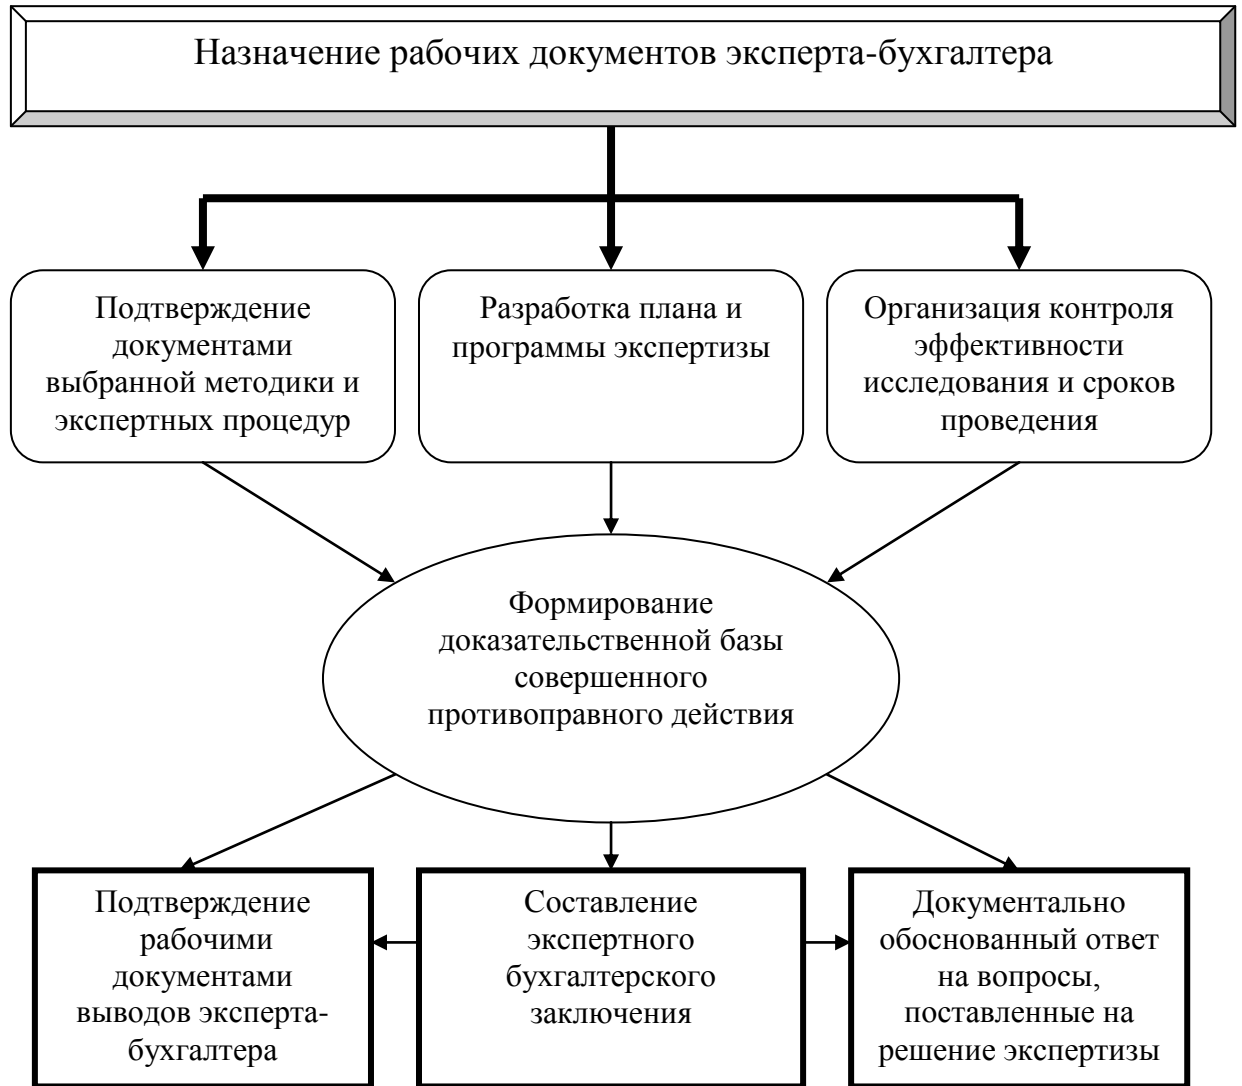 Назначение рабочих документов эксперта-бухгалтера
Подтверждение
документами
выбранной методики и
экспертных процедур
Разработка плана и
программы экспертизы
Организация контроля
эффективности
исследования и сроков
проведения
Формирование
доказательственной базы
совершенного
противоправного действия
Подтверждение
рабочими
документами
выводов эксперта-
бухгалтера
Составление
экспертного
бухгалтерского
заключения
Документально
обоснованный ответ
на вопросы,
поставленные на
решение экспертизы